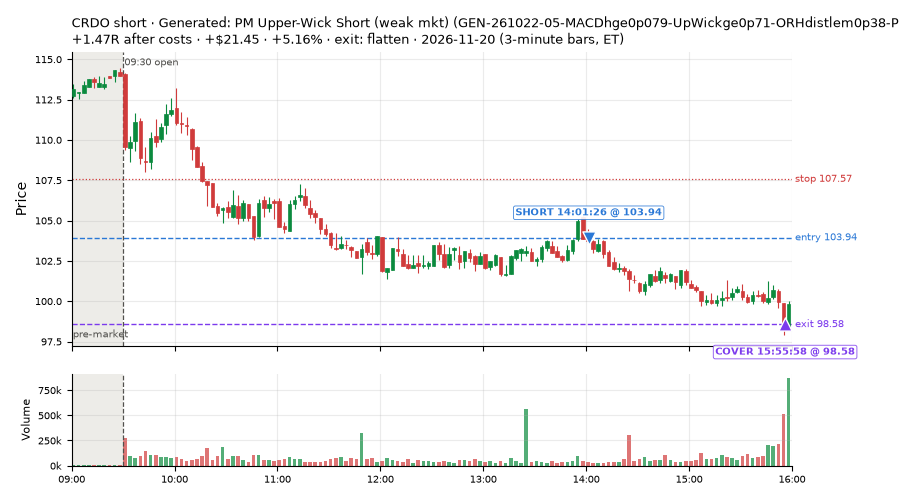 CRDO short · Generated: PM Upper-Wick Short (weak mkt) (GEN-261022-05-MACDhge0p079-UpWickge0p71-ORHdistlem0p38-P
+1.47R after costs · +$21.45 · +5.16% · exit: flatten · 2026-11-20 (3-minute bars, ET)
115.0
112.5
110.0
107.5
105.0
102.5
100.0
97.5
Price
09:30 open
pre-market
SHORT 14:01:26 @ 103.94
stop 107.57
entry 103.94
exit 98.58
COVER 15:55:58 @ 98.58
750k
500k
250k
0k
Volume
09:00
10:00
11:00
12:00
13:00
14:00
15:00
16:00